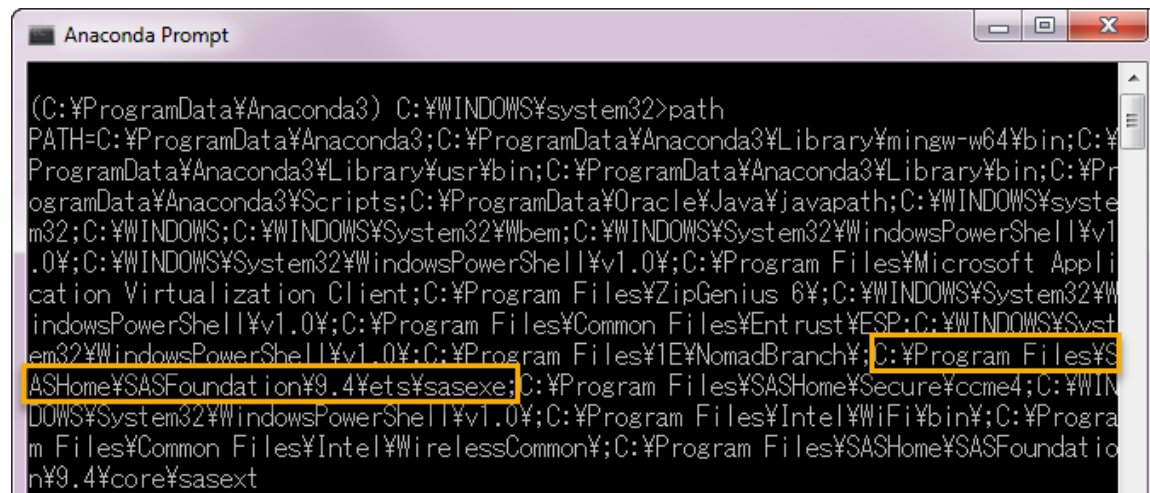 Anaconda Prompt
(C:¥ProgramData¥Anaconda3) C:¥WINDOWS¥system32>path
PATH=C:¥ProgramData¥Anaconda3;C:¥ProgramData¥Anaconda3¥Library¥mingw-w64¥bin;C:¥
ProgramData¥Anaconda3¥Library¥usr¥bin;C:¥ProgramData¥Anaconda3¥Library¥bin;C:¥Pr
ogramData¥Anaconda3¥Scripts;C:¥ProgramData¥Oracle¥Java¥javapath;C:¥WINDOWS¥syste
m32;C:¥WINDOWS;C:¥WINDOWS¥System32¥Wbem;C:¥WINDOWS¥System32¥WindowsPowerShell¥v1
.0¥;C:¥WINDOWS¥System32¥WindowsPowerShell¥v1.0¥;C:¥Program Files¥Microsoft Appli
cation Virtualization Client;C:¥Program Files¥ZipGenius 6¥;C:¥WINDOWS¥System32¥W
indowsPowerShell¥v1.0¥;C:¥Program Files¥Common Files¥Entrust¥ESP;C:¥WINDOWS¥Syst
em32¥WindowsPowerShell¥v1.0¥;C:¥Program Files¥1E¥NomadBranch¥;C:¥Program Files¥S
ASHome¥SASFoundation¥9.4¥ets¥sasexe;C:¥Program Files¥SASHome¥Secure¥ccme4;C:¥WIN
DOWS¥System32¥WindowsPowerShell¥v1.0¥;C:¥Program Files¥Intel¥WiFi¥bin¥;C:¥Progra
m Files¥Common Files¥Intel¥WirelessCommon¥;C:¥Program Files¥SASHome¥SASFoundatio
n¥9.4¥core¥sasext